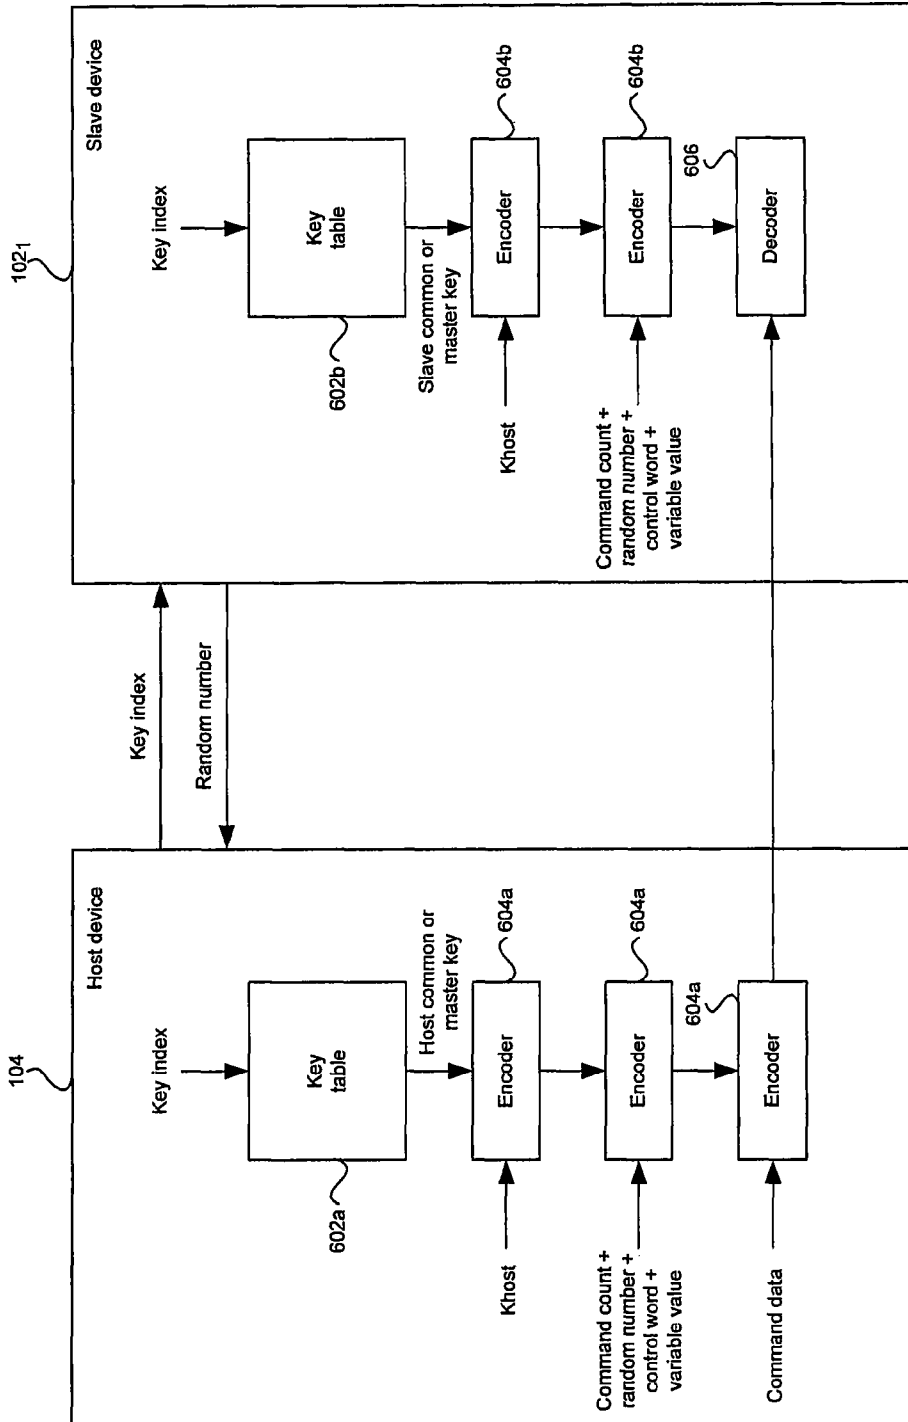 104
Host device
Key index
Key
table
602a
Host common or
master key
Khost
Encoder
604a
Command count +
random number +
control word +
variable value
Encoder
604a
Command data
Encoder
604a
Key index
Random number
1021
Slave device
Key index
Key
table
602b
Slave common or
master key
Khost
Encoder
604b
Command count +
random number +
control word +
variable value
Encoder
604b
Decoder
606